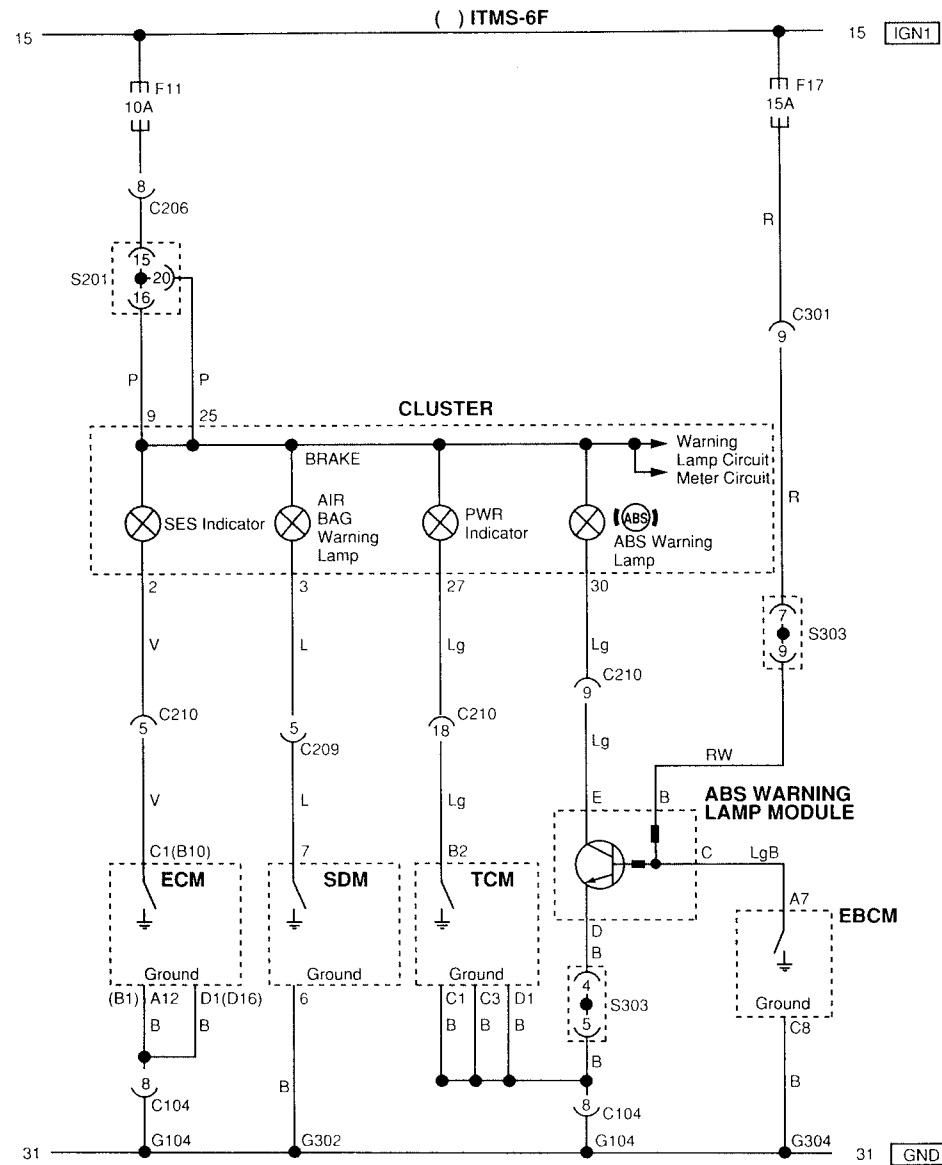 ( ) ITMS-6F
15 15 IGN1
F11 F17
10A 15A
8
C206
R
15
S201 20
16
C301
9
P P
9 25
CLUSTER
BRAKE
Warning
Lamp Circuit
Meter Circuit
R
SES Indicator
AIR
BAG
Warning
Lamp
PWR
Indicator
ABS
ABS Warning
Lamp
2 3 27 30
7
S303
9
V L Lg Lg
C210
9
C210
5
5
C209
C210
18
Lg
RW
V L Lg
E B
ABS WARNING
LAMP MODULE
C1(B10) 7 B2
C LgB
ECM SDM TCM
A7
EBCM
D
B
Ground Ground Ground
4
S303
5
Ground
(B1) A12 D1(D16) 6 C1 C3 D1
C8
B B B B B
B
B
B
8
C104
8
C104
G104 G302 G104 G304
31 31 GND